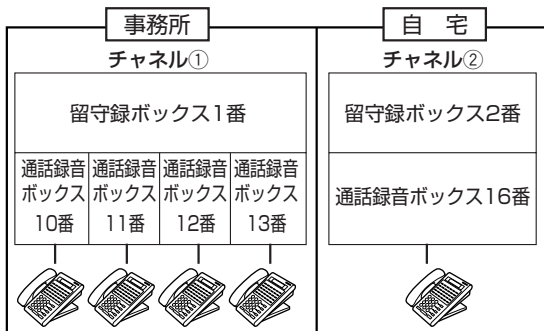 事務所
自 宅
チャネル①
チャネル②
留守録ボックス1番
留守録ボックス2番
通話録音
ボックス
10番
通話録音
ボックス
11番
通話録音
ボックス
12番
通話録音
ボックス
13番
通話録音ボックス16番